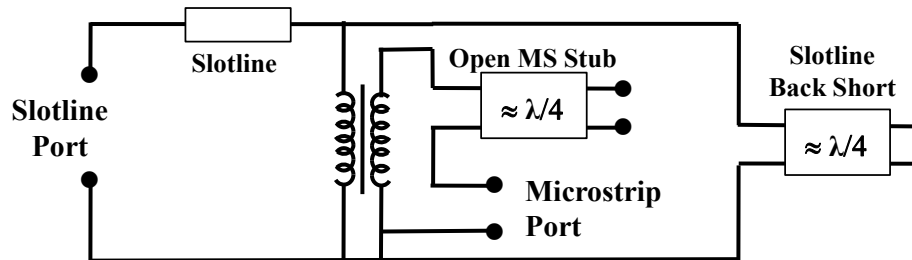 Slotline
Slotline
Port
Open MS Stub
≈ λ/4
Microstrip
Port
Slotline
Back Short
≈ λ/4